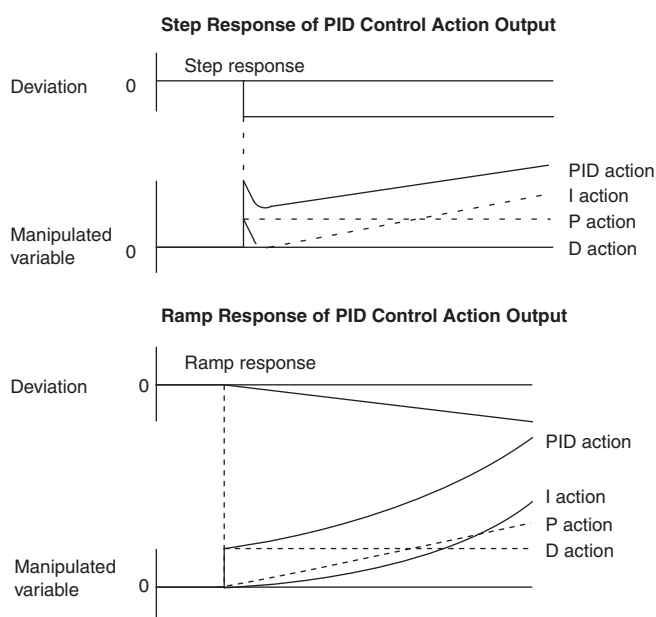 Step Response of PID Control Action Output
Step response
Deviation 0
PID action
I action
P action
D action
Manipulated
variable 0
Ramp Response of PID Control Action Output
Ramp response
Deviation 0
PID action
I action
P action
D action
Manipulated
variable 0